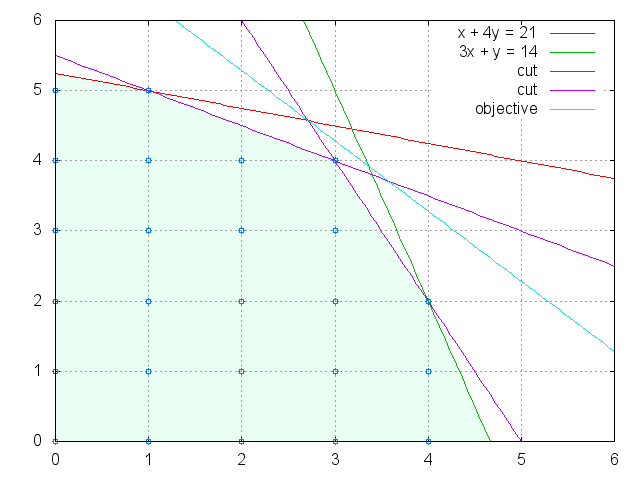 6
5
4
3
2
1
0
0 1 2 3 4 5 6
x + 4y = 21
3x + y = 14
cut
cut
objective